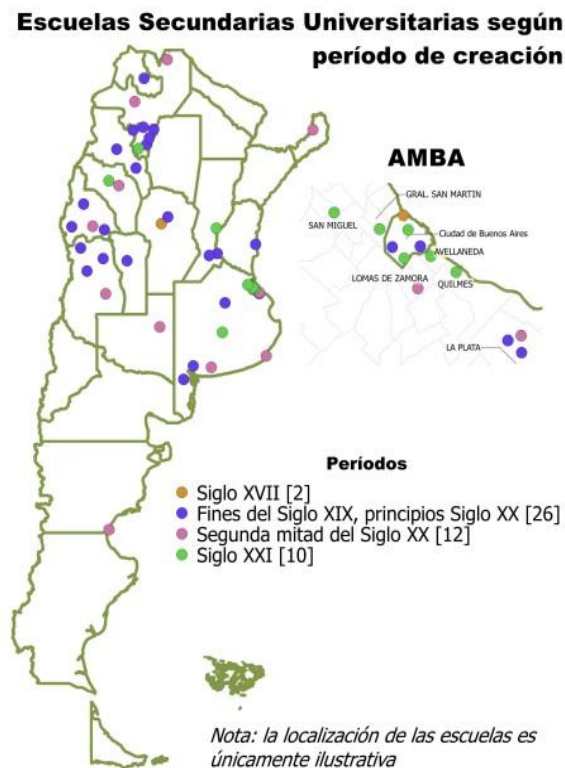 Escuelas Secundarias Universitarias según
período de creación
AMBA
GRAL. SAN MARTIN
SAN MIGUEL
Ciudad de Buenos Aires
AVELLANEDA
LOMAS DE ZAMORA
QUILMES
LA PLATA
Períodos
Siglo XVII [2]
Fines del Siglo XIX, principios Siglo XX [26]
Segunda mitad del Siglo XX [12]
Siglo XXI [10]
Nota: la localización de las escuelas es
únicamente ilustrativa